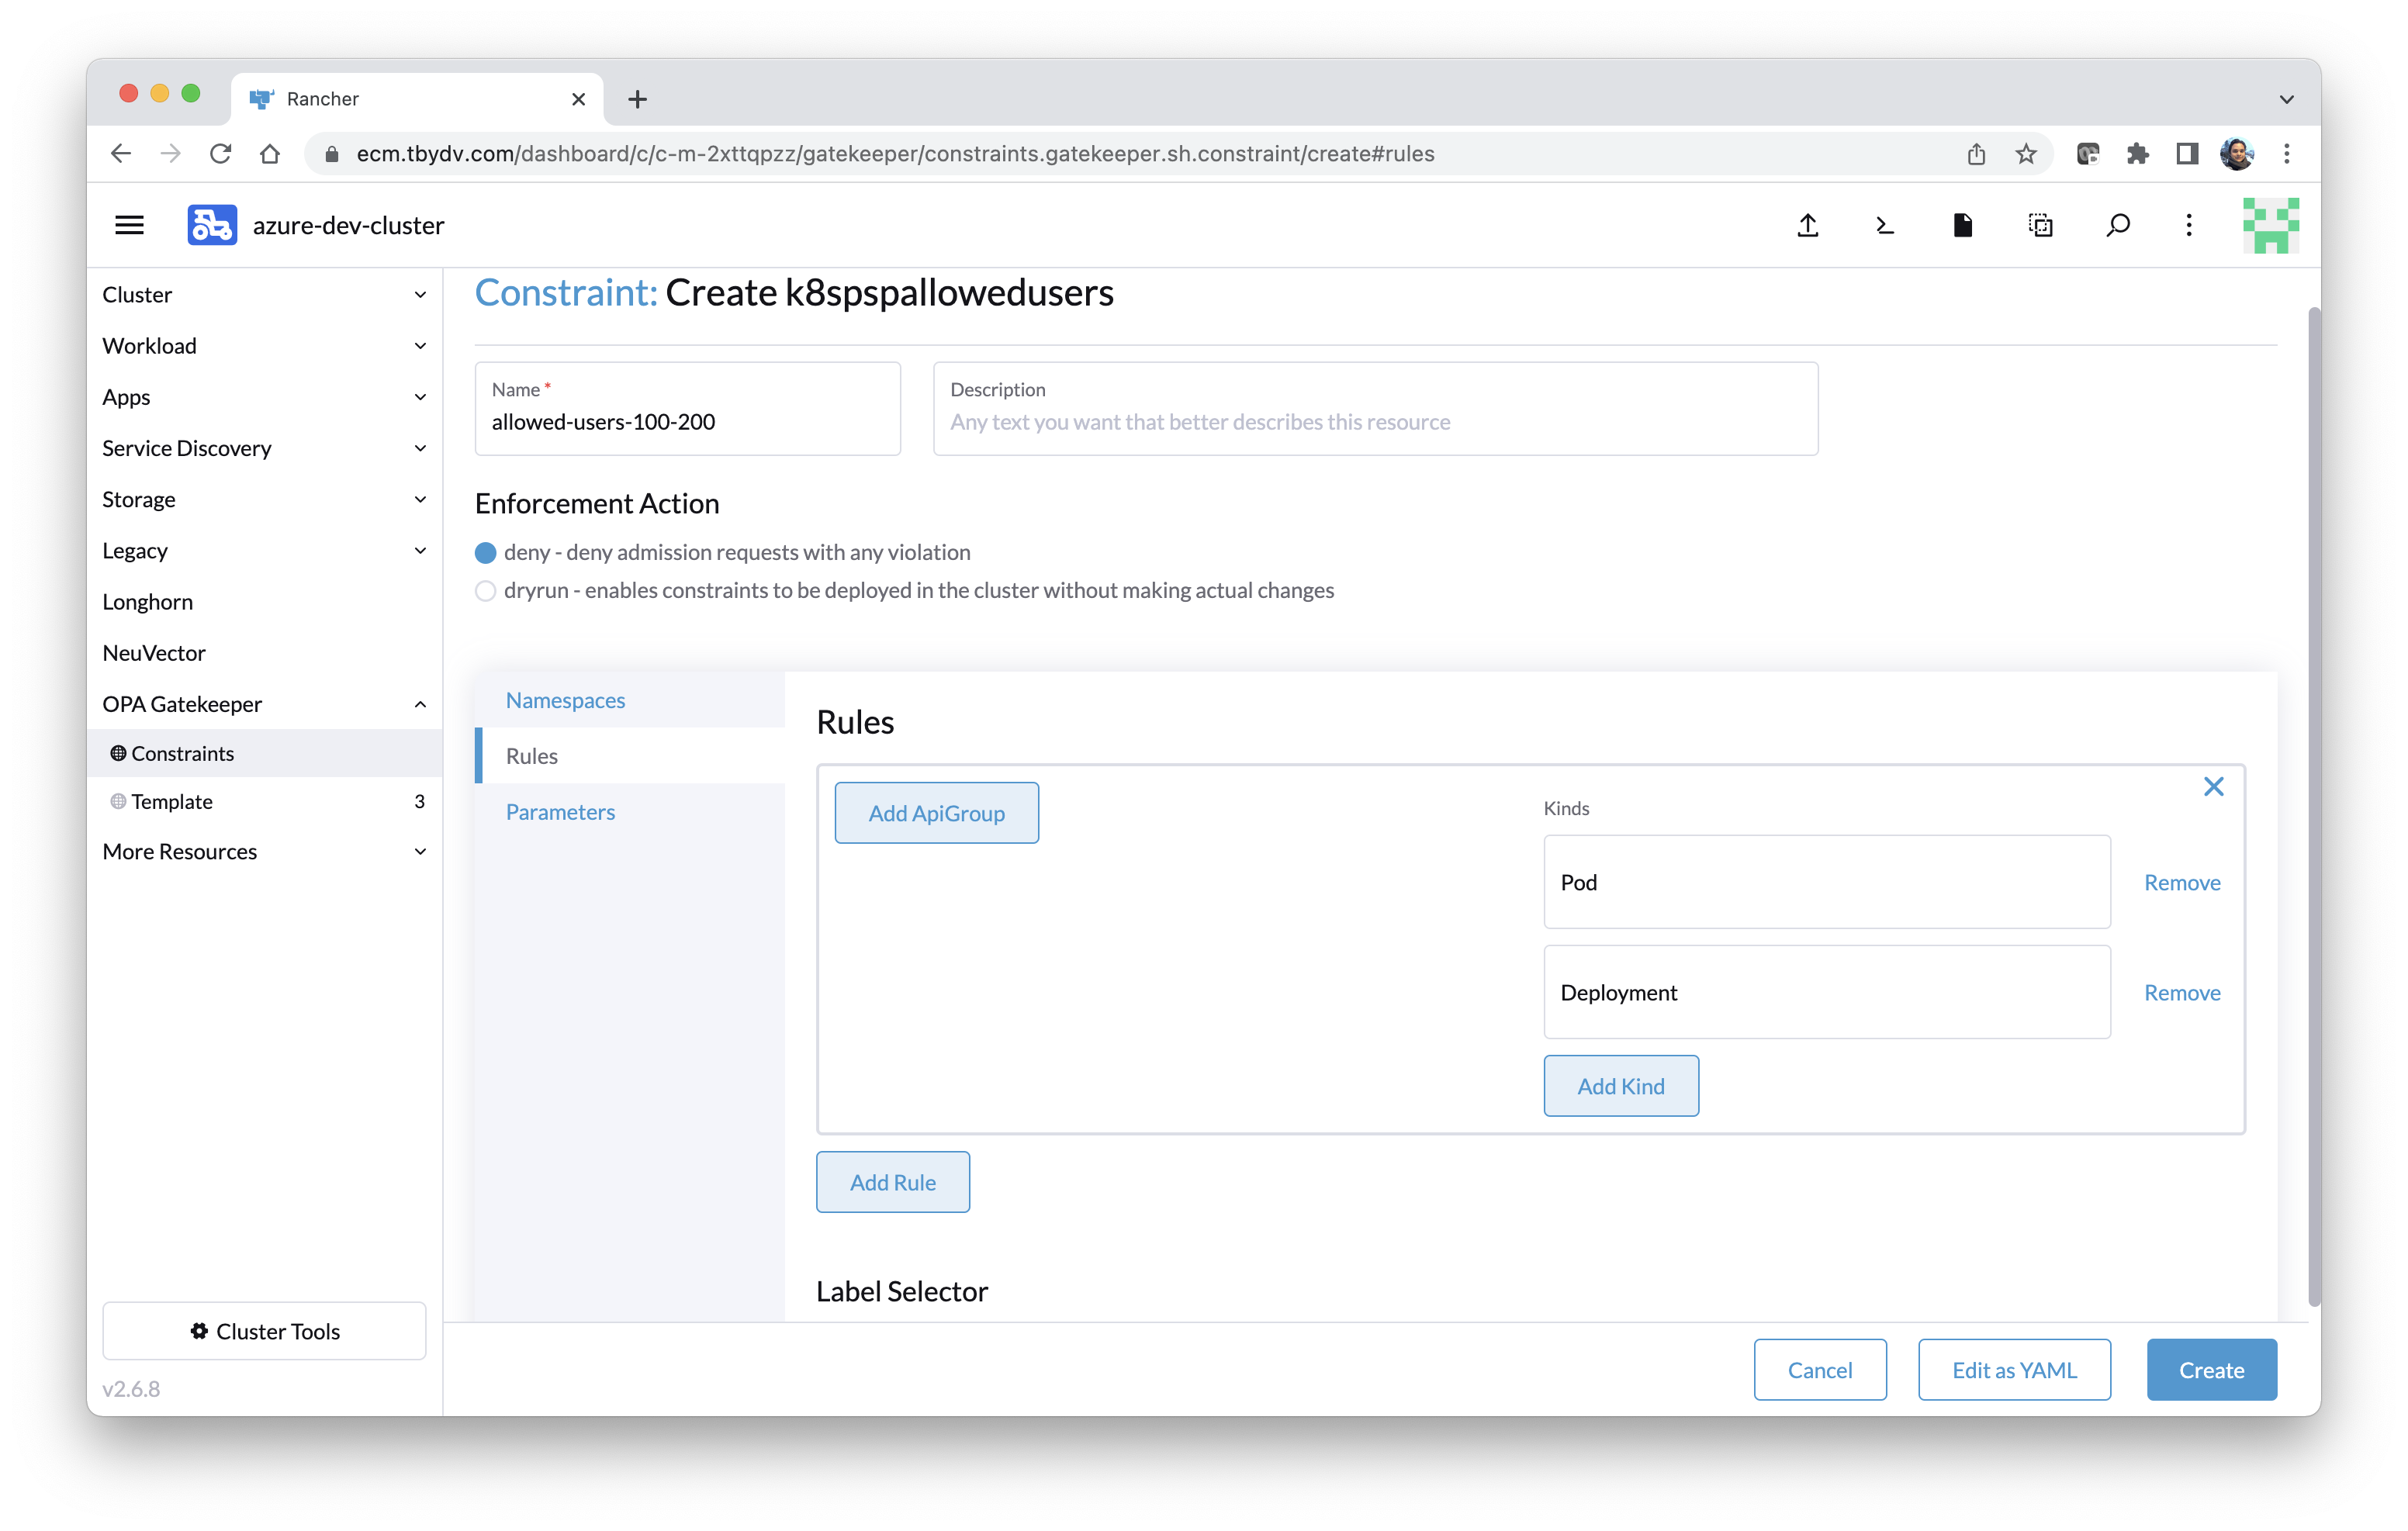 Rancher
ecm.tbydv.com/dashboard/c/c-m-2xttqpzz/gatekeeper/constraints.gatekeeper.sh.constraint/create#rules
azure-dev-cluster
Cluster
Workload
Apps
Service Discovery
Storage
Legacy
Longhorn
NeuVector
OPA Gatekeeper
Constraints
Template 3
More Resources
Cluster Tools
v2.6.8
Constraint: Create k8spspallowedusers
Name *
allowed-users-100-200
Description
Any text you want that better describes this resource
Enforcement Action
deny - deny admission requests with any violation
dryrun - enables constraints to be deployed in the cluster without making actual changes
Namespaces
Rules
Parameters
Rules
Add ApiGroup
Kinds
Pod
Remove
Deployment
Remove
Add Kind
Add Rule
Label Selector
Cancel
Edit as YAML
Create